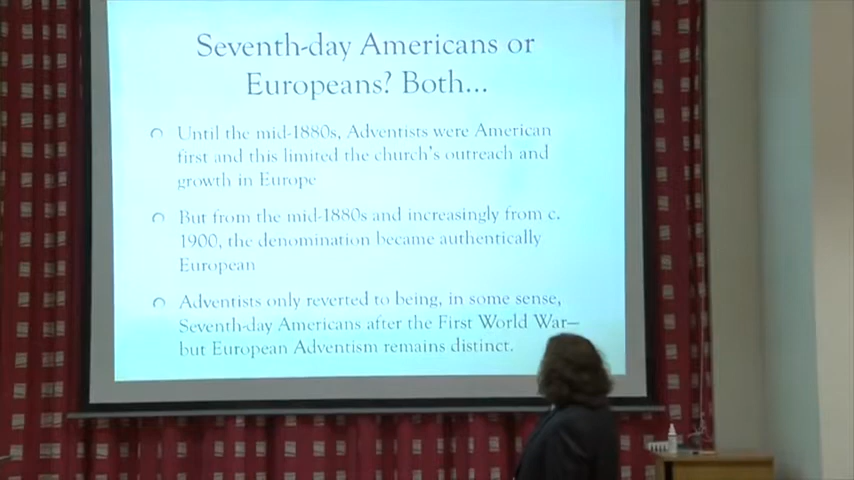 Seventh-day Americans or
Europeans? Both...
Until the mid-1880s, Adventists were American
first and this limited the church's outreach and
growth in Europe
But from the mid-1880s and increasingly from c.
1900, the denomination became authentically
European
Adventists only reverted to being, in some sense,
Seventh-day Americans after the First World War—
but European Adventism remains distinct.